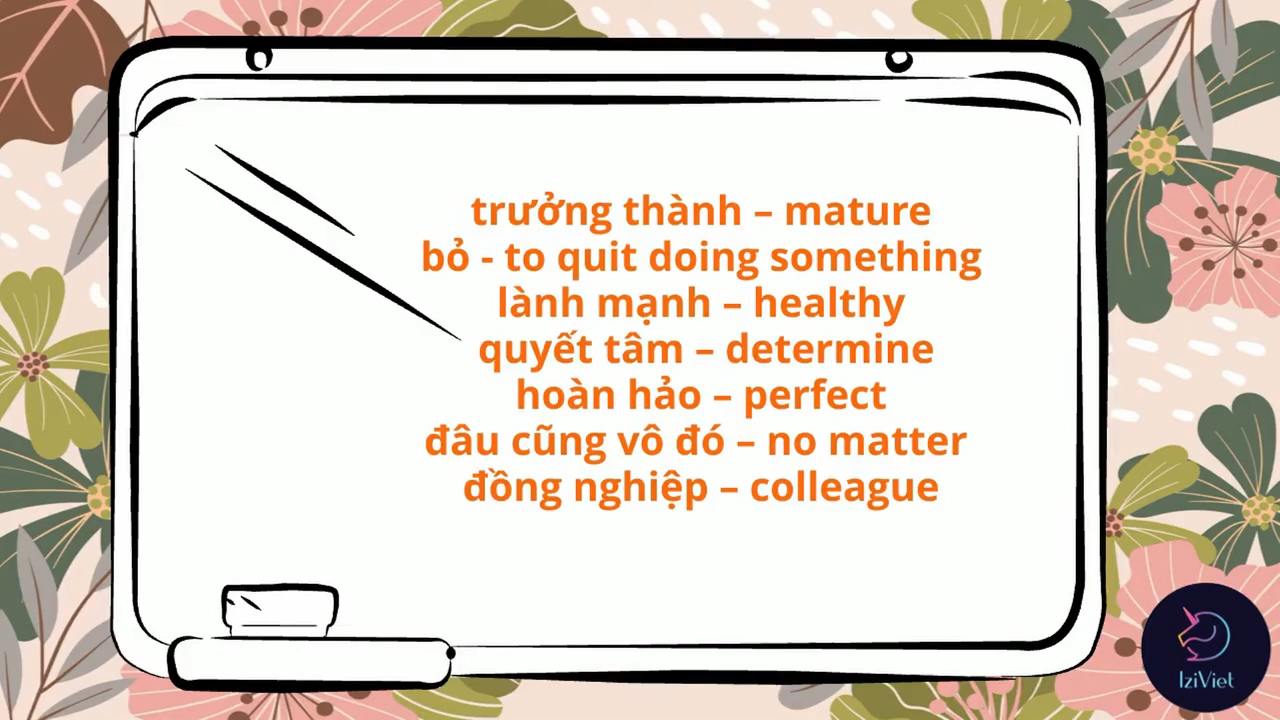 trưởng thành – mature
bỏ - to quit doing something
lành mạnh – healthy
quyết tâm – determine
hoàn hảo – perfect
đâu cũng vô đó – no matter
đồng nghiệp – colleague
IziViet